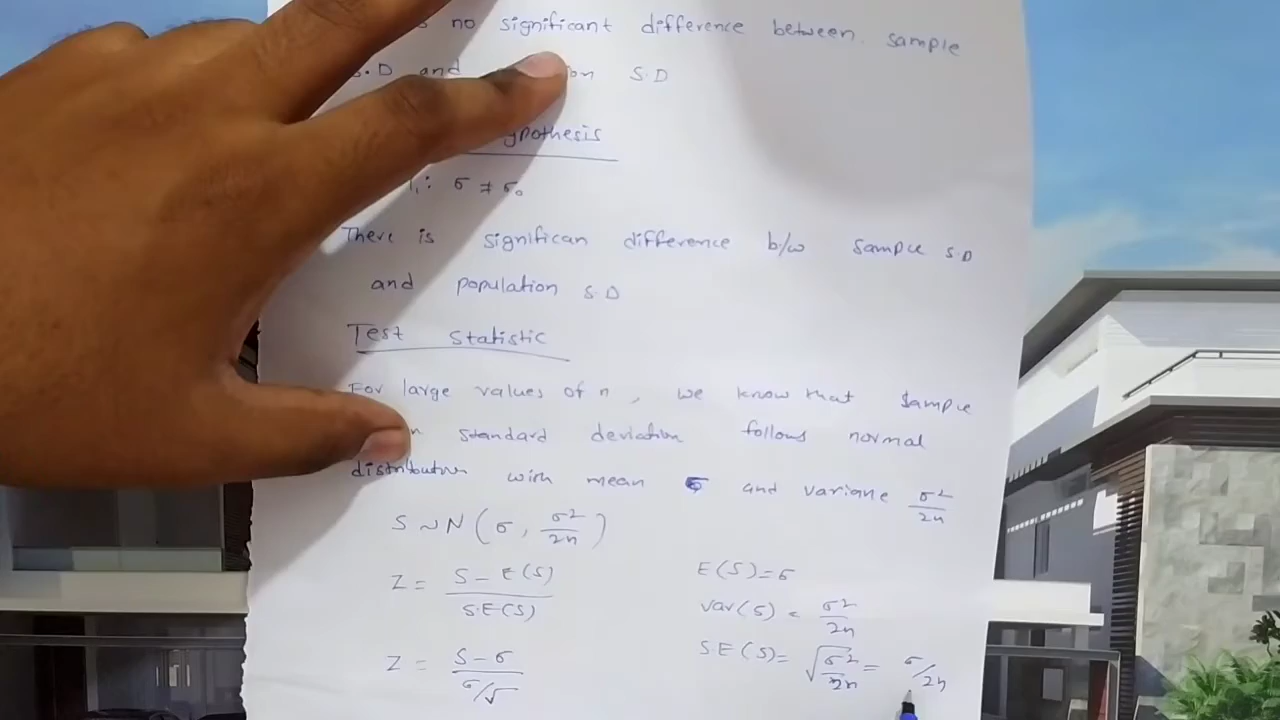 no significant difference between sample
S.D and on S.D
ypothesis
: σ ≠ σ₀
There is significan difference b/w sample S.D
and population S.D
Test Statistic
For large values of n, we know that sample
n standard deviation follows normal
distribution with mean σ and variane σ²/2n
S ~ N(σ, σ²/2n)
Z = S - E(S) / S.E(S)
Z = S - σ / σ/√
E(S) = σ
var(S) = σ²/2n
S.E(S) = √σ²/2n = σ/2n